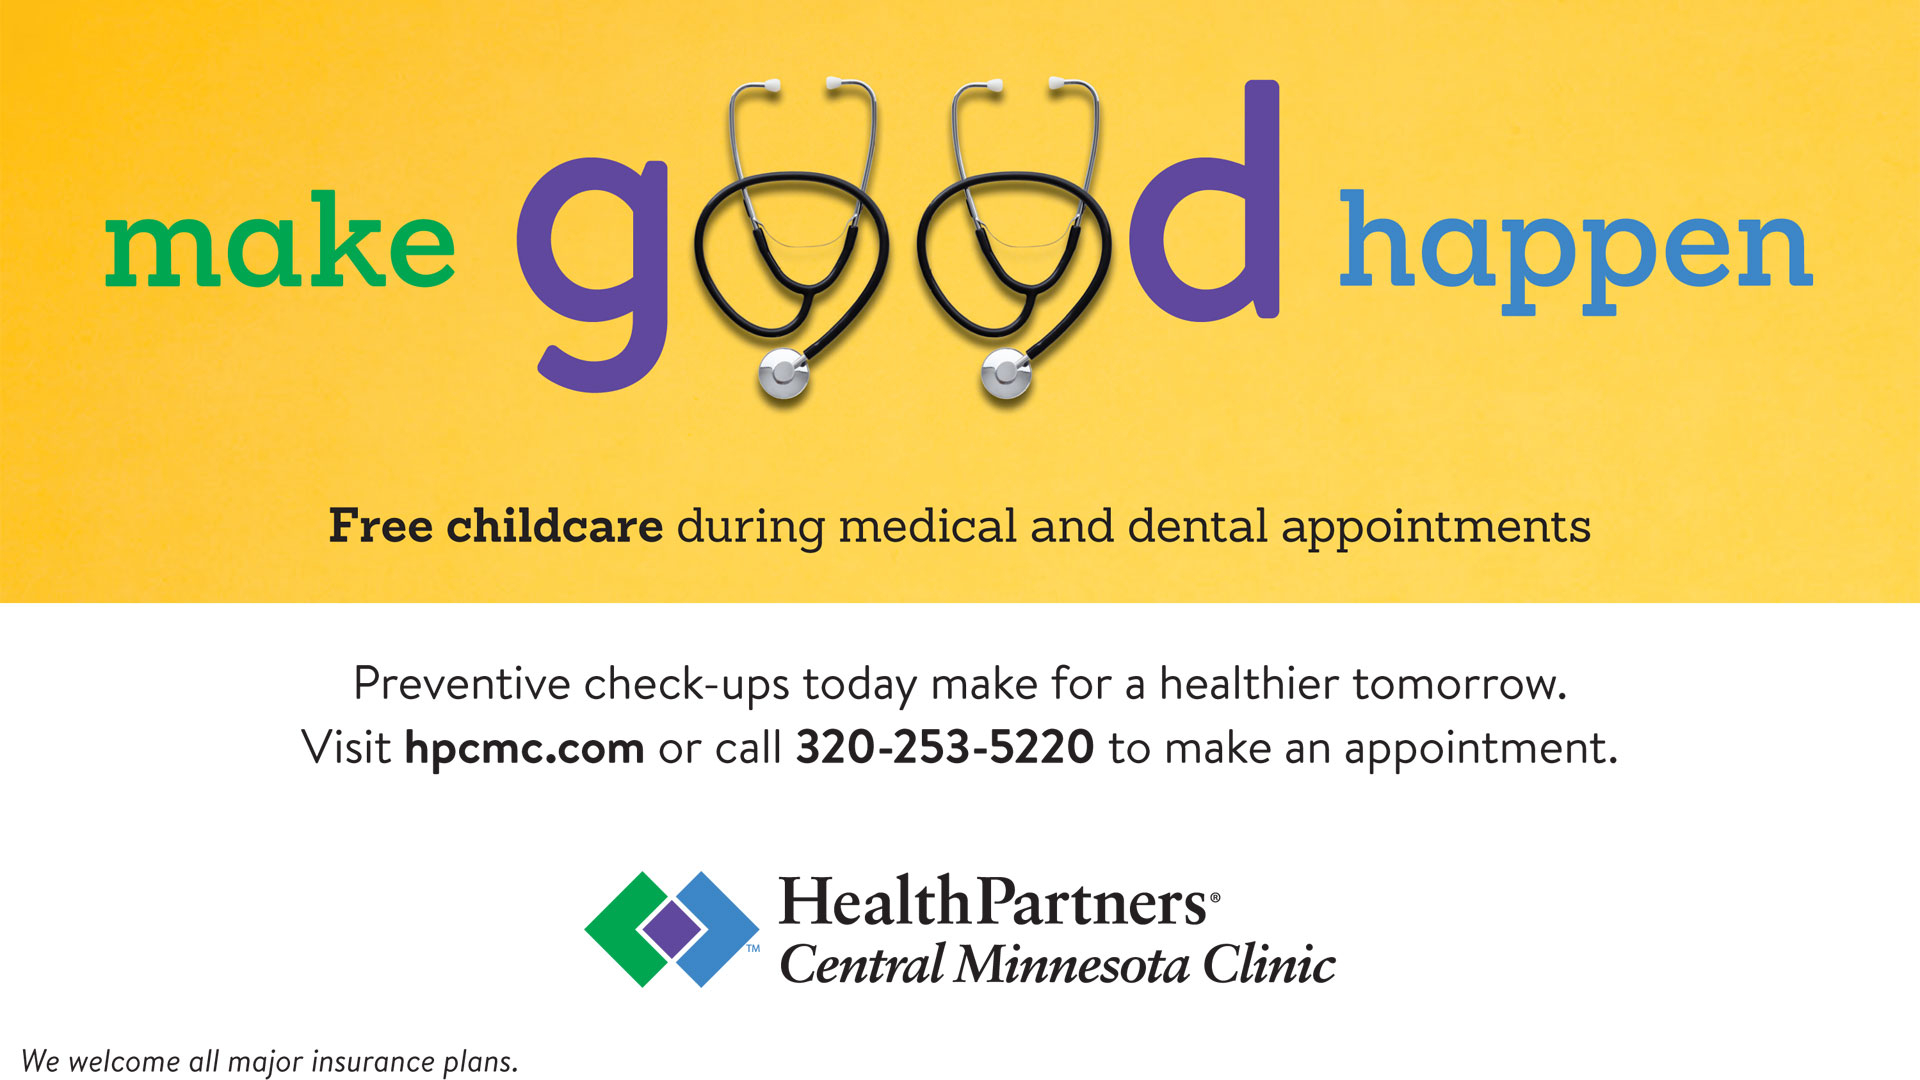 make good happen
Free childcare during medical and dental appointments
Preventive check-ups today make for a healthier tomorrow.
Visit hpcmc.com or call 320-253-5220 to make an appointment.
HealthPartners®
™
Central Minnesota Clinic
We welcome all major insurance plans.